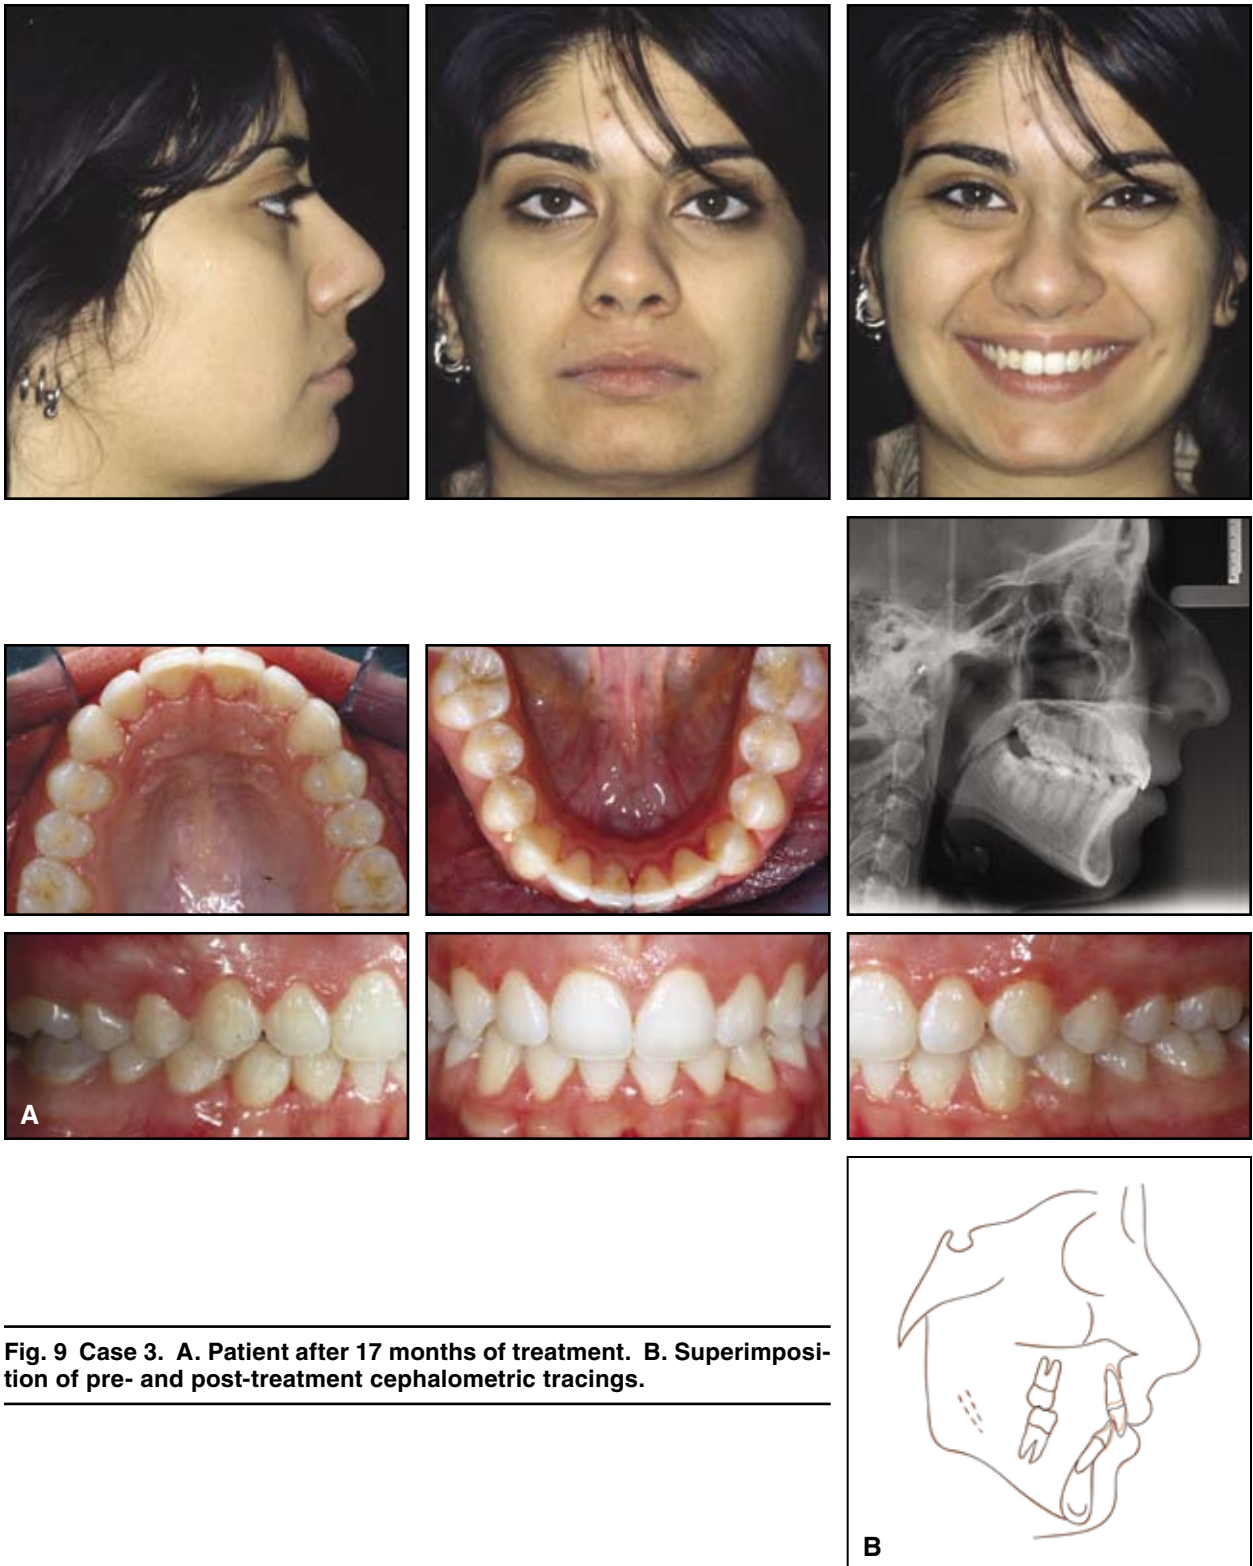 A
Fig. 9 Case 3. A. Patient after 17 months of treatment. B. Superimposi-
tion of pre- and post-treatment cephalometric tracings.
B